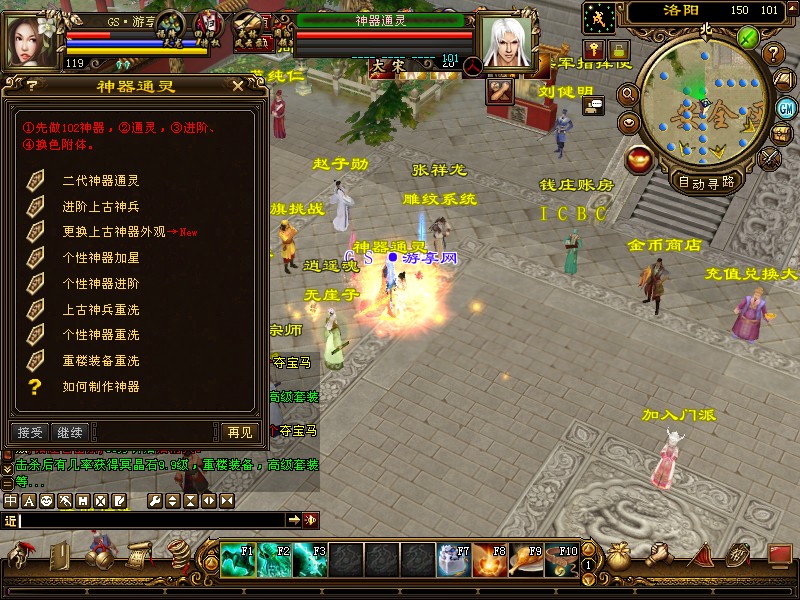 GS·游亨
神器通灵
洛阳 150 101
119
大宋
101
神器通灵
①先做102神器，②通灵，③进阶、
④换色附体。
二代神器通灵
进阶上古神兵
更换上古神器外观→New
个性神器加星
个性神器进阶
上古神兵重洗
个性神器重洗
重楼装备重洗
如何制作神器
接受 继续 再见
刘健明
赵子勋
张祥龙
旗挑战
雕纹系统
钱庄账房
ICBC
神器通灵
GS●游享网
逍遥魂
金币商店
充值兑换大
无崖子
宗师
夺宝马
高级套装
夺宝马
加入门派
击杀后有几率获得冥晶石9.9级，重楼装备，高级套装
等...
北
GM
自动寻路
近
F1 F2 F3 F7 F8 F9 F10
1